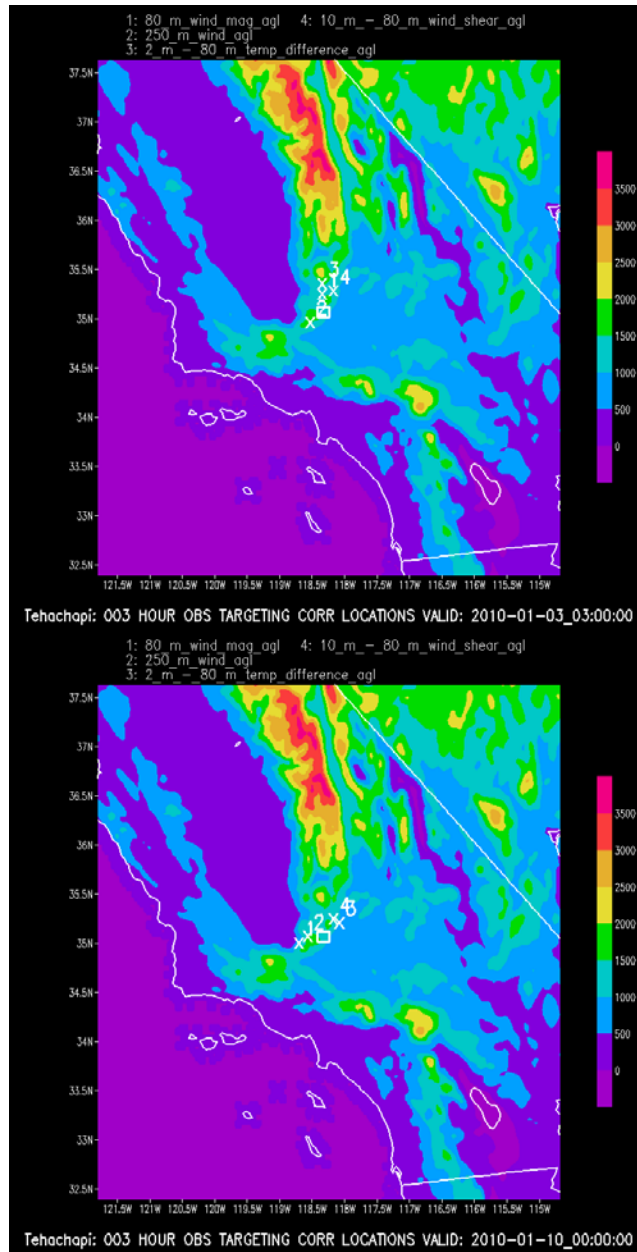 1: 80_m_wind_mag_agl 4: 10_m_-_80_m_wind_shear_agl
2: 250_m_wind_agl
3: 2_m_-_80_m_temp_difference_agl
37.5N
37N
36.5N
36N
35.5N
35N
34.5N
34N
33.5N
33N
32.5N
3
14
3500
3000
2500
2000
1500
1000
500
0
121.5W 121W 120.5W 120W 119.5W 119W 118.5W 118W 117.5W 117W 116.5W 116W 115.5W 115W
Tehachapi: 003 HOUR OBS TARGETING CORR LOCATIONS VALID: 2010-01-03_03:00:00
1: 80_m_wind_mag_agl 4: 10_m_-_80_m_wind_shear_agl
2: 250_m_wind_agl
3: 2_m_-_80_m_temp_difference_agl
37.5N
37N
36.5N
36N
35.5N
35N
34.5N
34N
33.5N
33N
32.5N
4
12
3500
3000
2500
2000
1500
1000
500
0
121.5W 121W 120.5W 120W 119.5W 119W 118.5W 118W 117.5W 117W 116.5W 116W 115.5W 115W
Tehachapi: 003 HOUR OBS TARGETING CORR LOCATIONS VALID: 2010-01-10_00:00:00